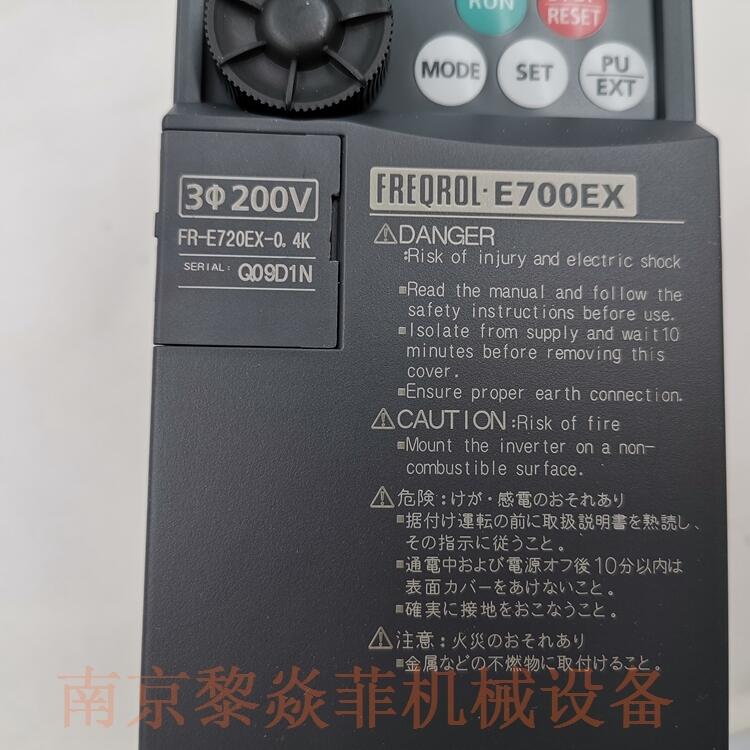 RUN
STOP
RESET
MODE
SET
PU
EXT
3Φ200V
FR-E720EX-0.4K
SERIAL: Q09D1N
FREQROL-E700EX
⚠DANGER
:Risk of injury and electric shock
■Read the manual and follow the
safety instructions before use.
■Isolate from supply and wait10
minutes before removing this
cover.
■Ensure proper earth connection.
⚠CAUTION:Risk of fire
■Mount the inverter on a non-
combustible surface.
⚠危険:けが・感電のおそれあり
■据付け運転の前に取扱説明書を熟読し、
その指示に従うこと。
■通電中および電源オフ後10分以内は
表面カバーをあけないこと。
■確実に接地をおこなうこと。
⚠注意:火災のおそれあり
■金属などの不燃物に取付けること。
南京黎焱菲机械设备